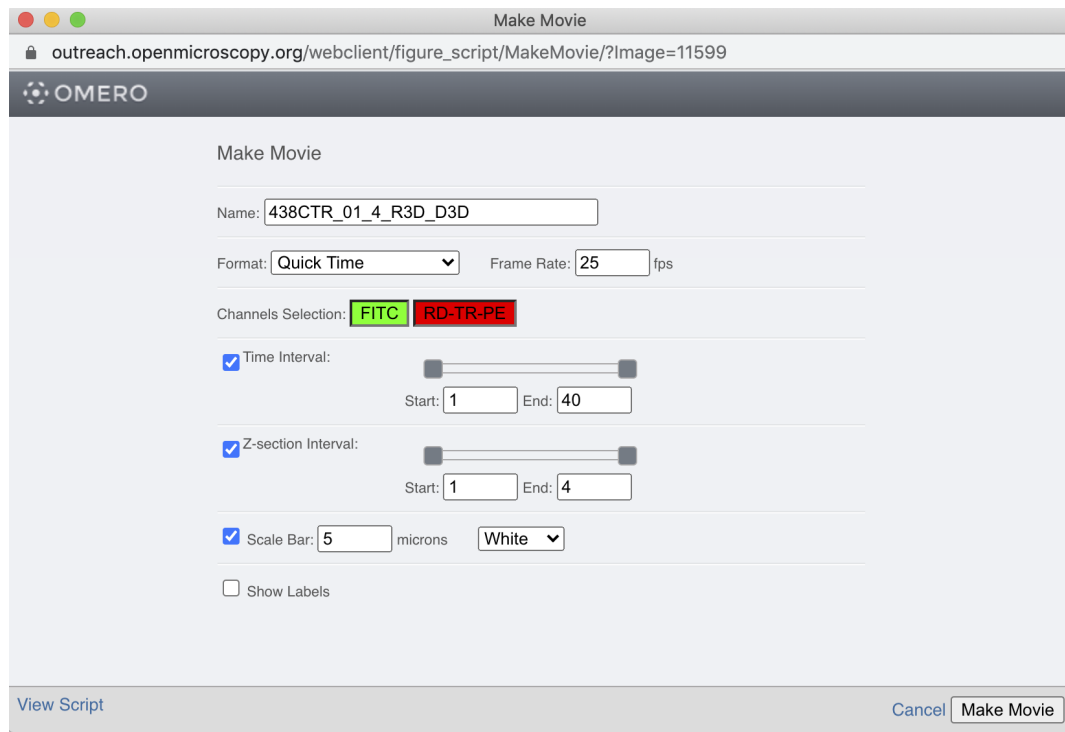 Make Movie
outreach.openmicroscopy.org/webclient/figure_script/MakeMovie/?Image=11599
OMERO
Make Movie
Name: 438CTR_01_4_R3D_D3D
Format: Quick Time Frame Rate: 25 fps
Channels Selection: FITC RD-TR-PE
Time Interval:
Start: 1 End: 40
Z-section Interval:
Start: 1 End: 4
Scale Bar: 5 microns White
Show Labels
View Script Cancel Make Movie